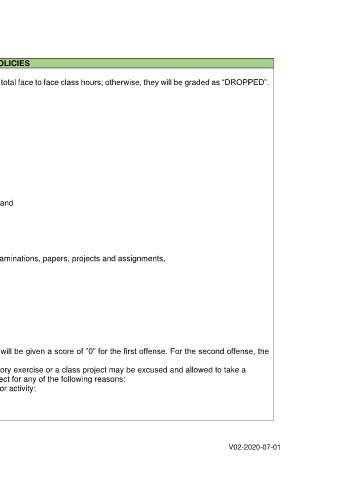 OLICIES
total face to face class hours; otherwise, they will be graded as “DROPPED”.
and
aminations, papers, projects and assignments,
will be given a score of ”0” for the first offense. For the second offense, the
ory exercise or a class project may be excused and allowed to take a
ect for any of the following reasons:
or activity;
V02-2020-07-01